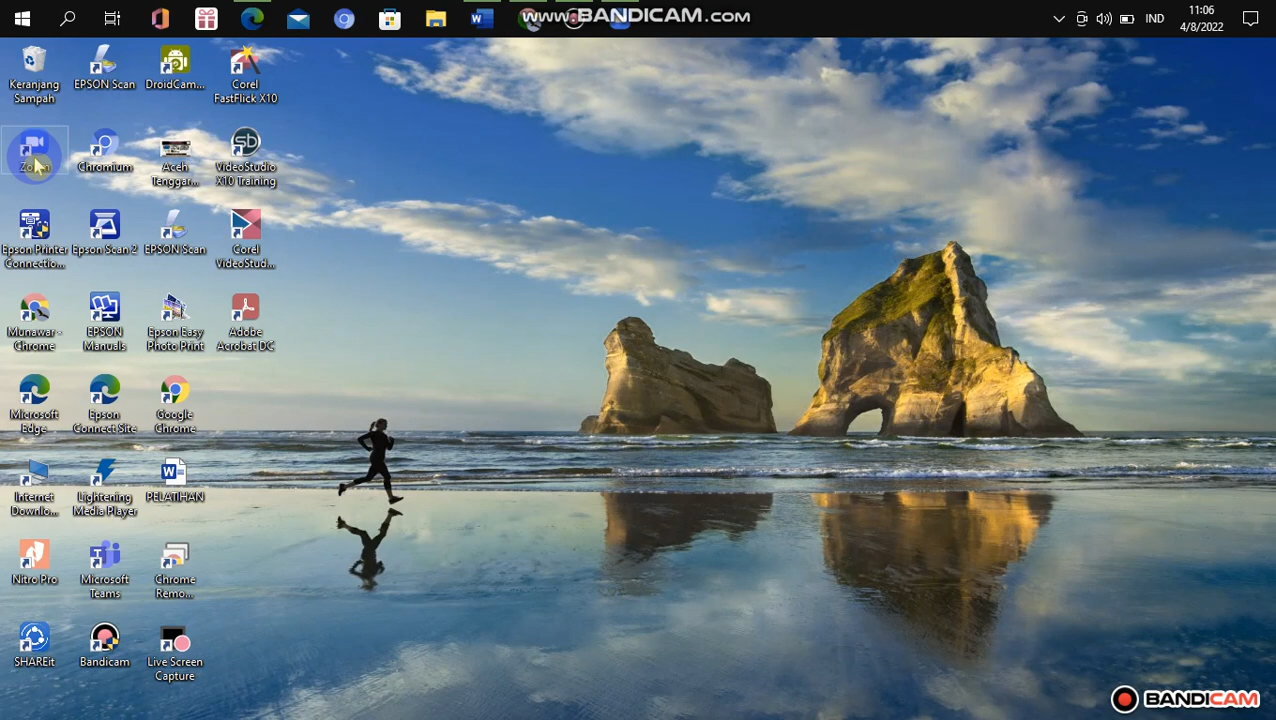 www.BANDICAM.com
IND
11:06
4/8/2022
Keranjang
Sampah
EPSON Scan
DroidCam...
Corel
FastFlick X10
Zoom
Chromium
Aceh
Tenggar...
VideoStudio
X10 Training
Epson Printer
Connectio...
Epson Scan 2
EPSON Scan
Corel
VideoStud...
Munawar -
Chrome
EPSON
Manuals
Epson Easy
Photo Print
Adobe
Acrobat DC
Microsoft
Edge
Epson
Connect Site
Google
Chrome
Internet
Downlo...
Lightening
Media Player
PELATIHAN
Nitro Pro
Microsoft
Teams
Chrome
Remo...
SHAREit
Bandicam
Live Screen
Capture
BANDICAM